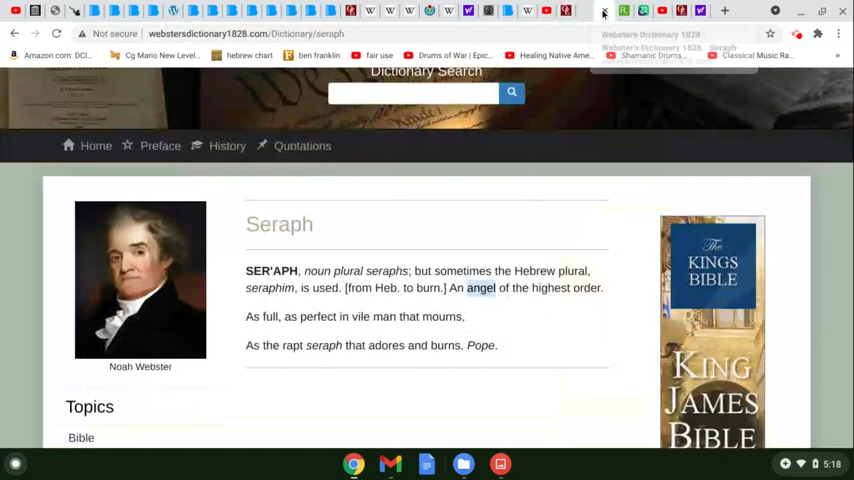 Not secure | webstersdictionary1828.com/Dictionary/seraph
Websters Dictionary 1828 -
Webster's Dictionary 1828 - Seraph
Amazon.com: DCI...
Cg Mario New Level...
hebrew chart
ben franklin
fair use
Drums of War | Epic...
Healing Native Ame...
Shamanic Drums...
Classical Music Ra...
»
Dictionary Search
Home
Preface
History
Quotations
Seraph
SER'APH, noun plural seraphs; but sometimes the Hebrew plural,
seraphim, is used. [from Heb. to burn.] An angel of the highest order.
As full, as perfect in vile man that mourns,
As the rapt seraph that adores and burns. Pope.
Noah Webster
Topics
Bible
The
KINGS
BIBLE
KING
JAMES
BIBLE
5:18